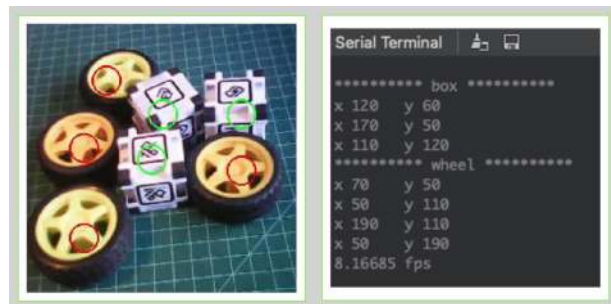 Serial Terminal
********** box **********
x 120 y 60
x 170 y 50
x 110 y 120
********** wheel **********
x 70 y 50
x 50 y 110
x 190 y 110
x 50 y 190
8.16685 fps